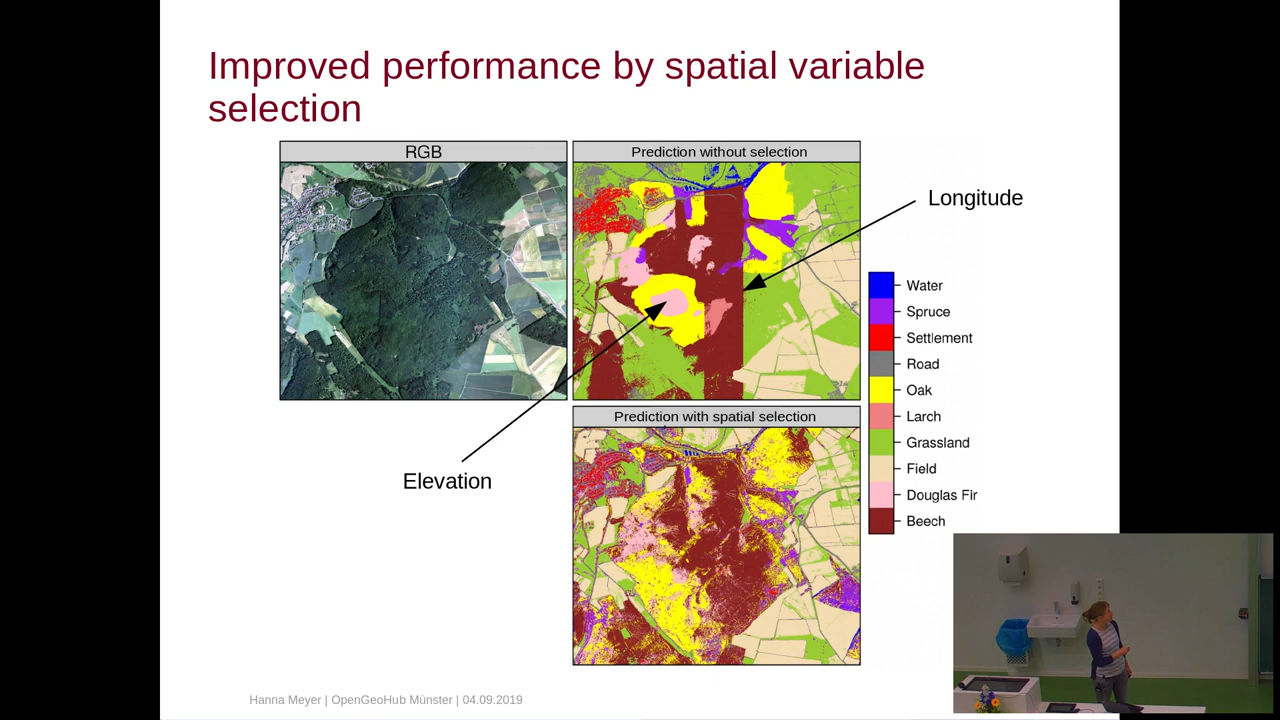 Improved performance by spatial variable
selection
RGB
Prediction without selection
Longitude
Water
Spruce
Settlement
Road
Oak
Larch
Grassland
Field
Douglas Fir
Beech
Prediction with spatial selection
Elevation
Hanna Meyer | OpenGeoHub Münster | 04.09.2019